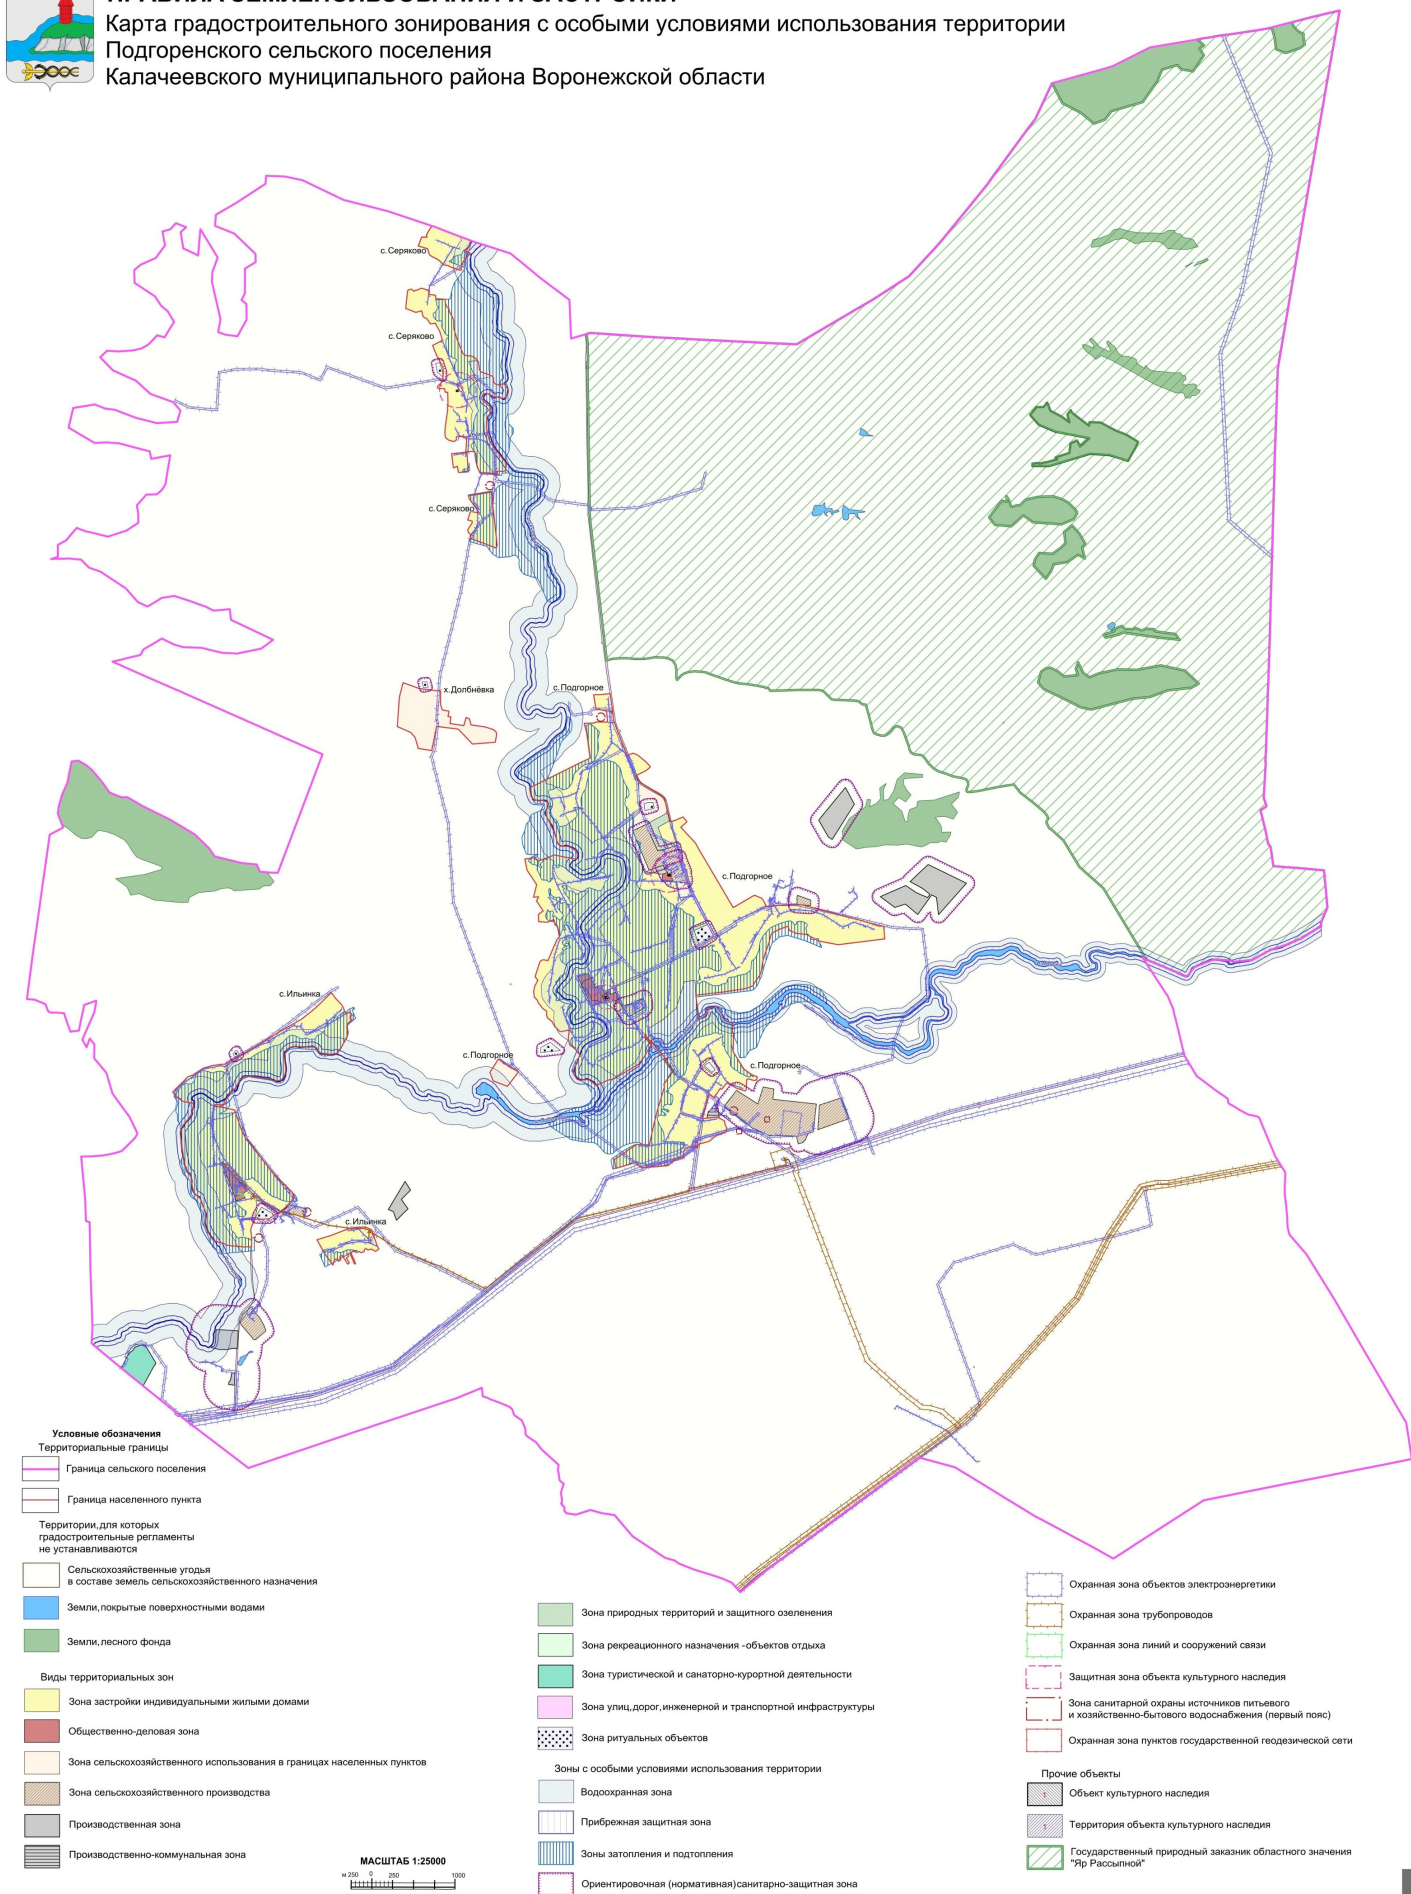 ПРАВИЛА ЗЕМЛЕПОЛЬЗОВАНИЯ И ЗАСТРОЙКИ
Карта градостроительного зонирования с особыми условиями использования территории
Подгоренского сельского поселения
Калачеевского муниципального района Воронежской области
с.Серяково
с.Серяково
с.Серяково
х.Долбнёвка
с.Подгорное
с.Подгорное
с.Ильинка
с.Подгорное
с.Подгорное
с.Ильинка
Условные обозначения
Территориальные границы
Граница сельского поселения
Граница населенного пункта
Территории, для которых
градостроительные регламенты
не устанавливаются
Сельскохозяйственные угодья
в составе земель сельскохозяйственного назначения
Земли, покрытые поверхностными водами
Земли, лесного фонда
Виды территориальных зон
Зона застройки индивидуальными жилыми домами
Общественно-деловая зона
Зона сельскохозяйственного использования в границах населенных пунктов
Зона сельскохозяйственного производства
Производственная зона
Производственно-коммунальная зона
МАСШТАБ 1:25000
м 250 0 250 1000
Зона природных территорий и защитного озеленения
Зона рекреационного назначения -объектов отдыха
Зона туристической и санаторно-курортной деятельности
Зона улиц, дорог, инженерной и транспортной инфраструктуры
Зона ритуальных объектов
Зоны с особыми условиями использования территории
Водоохранная зона
Прибрежная защитная зона
Зоны затопления и подтопления
Ориентировочная (нормативная) санитарно-защитная зона
Охранная зона объектов электроэнергетики
Охранная зона трубопроводов
Охранная зона линий и сооружений связи
Защитная зона объекта культурного наследия
Зона санитарной охраны источников питьевого
и хозяйственно-бытового водоснабжения (первый пояс)
Охранная зона пунктов государственной геодезической сети
Прочие объекты
1 Объект культурного наследия
1 Территория объекта культурного наследия
Государственный природный заказник областного значения
"Яр Рассыпной"